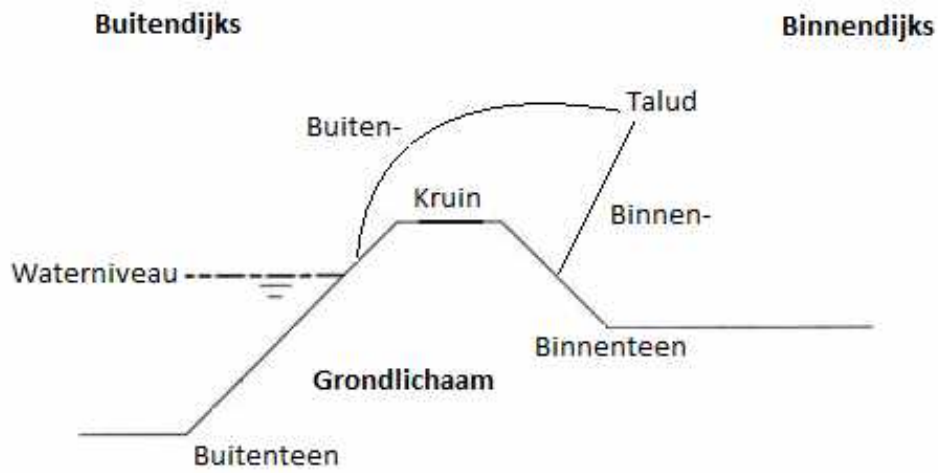 Buitendijks
Binnendijks
Talud
Buiten-
Kruin
Binnen-
Waterniveau
Binnenteen
Grondlichaam
Buitenteen